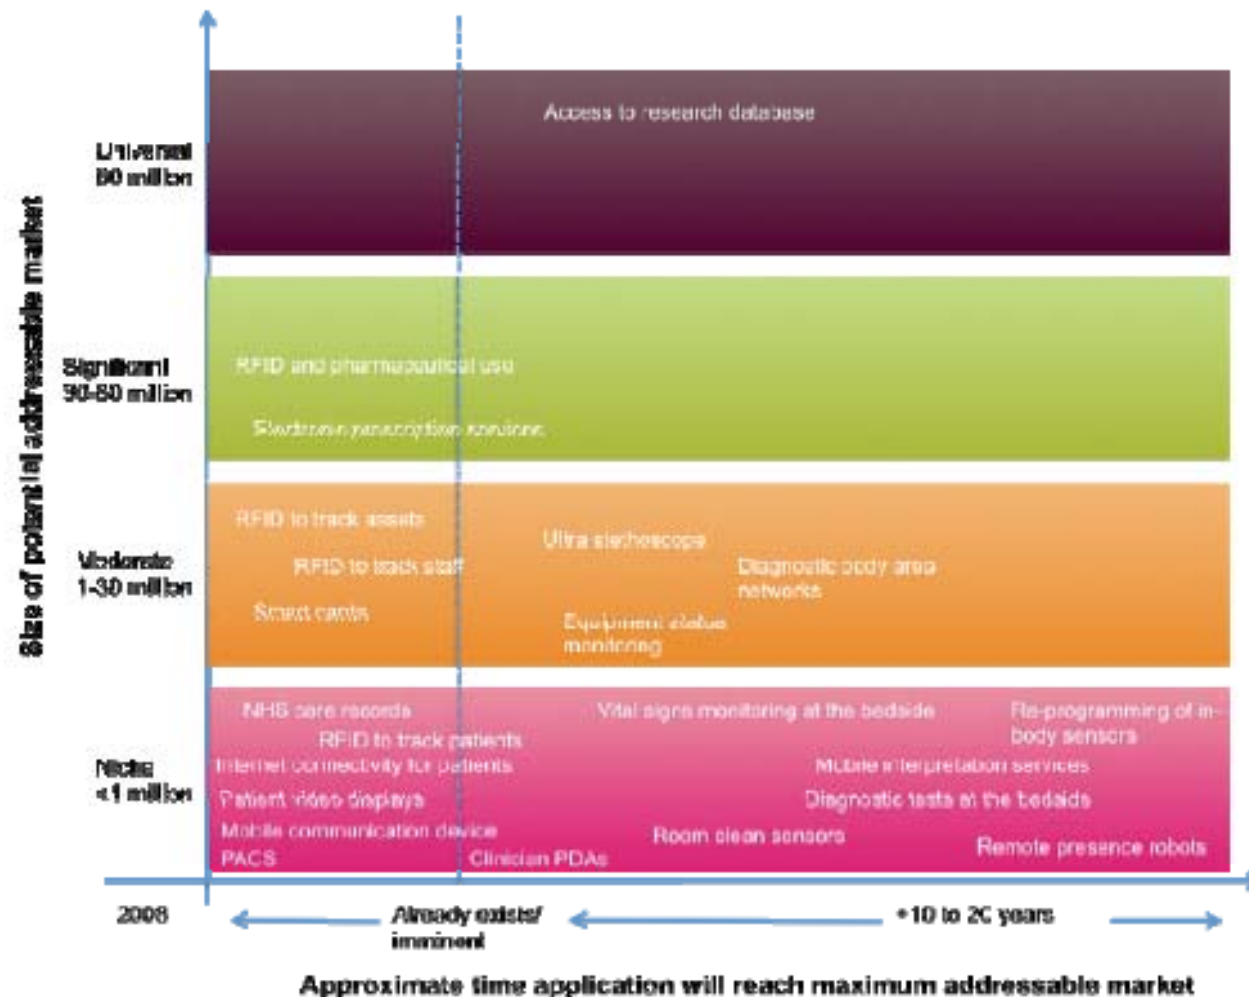 Size of potential addressable market
Universal
60 million
Access to research database
Significant
30-60 million
RFID and pharmaceutical use
Electronic prescription services
Moderate
1-30 million
RFID to track assets
RFID to track staff
Smart cards
Ultra stethoscope
Equipment status
monitoring
Diagnostic body area
networks
Niche
<1 million
NHS care records
RFID to track patients
Internet connectivity for patients
Patient video displays
Mobile communication device
PACS
Clinician PDAs
Vital signs monitoring at the bedside
Re-programming of in-
body sensors
Mobile interpretation services
Diagnostic tests at the bedside
Room clean sensors
Remote presence robots
2008
Already exists/
imminent
10 to 20 years
Approximate time application will reach maximum addressable market